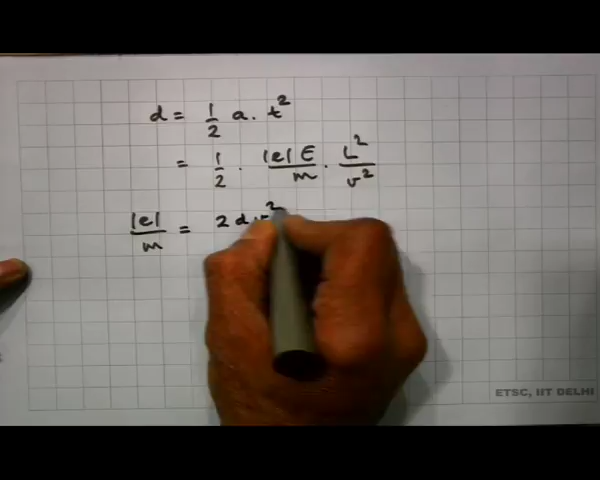 d = 1/2 a. t²
= 1/2 . |e| E/m . L²/v²
|e|/m = 2 d v²
ETSC, IIT DELHI